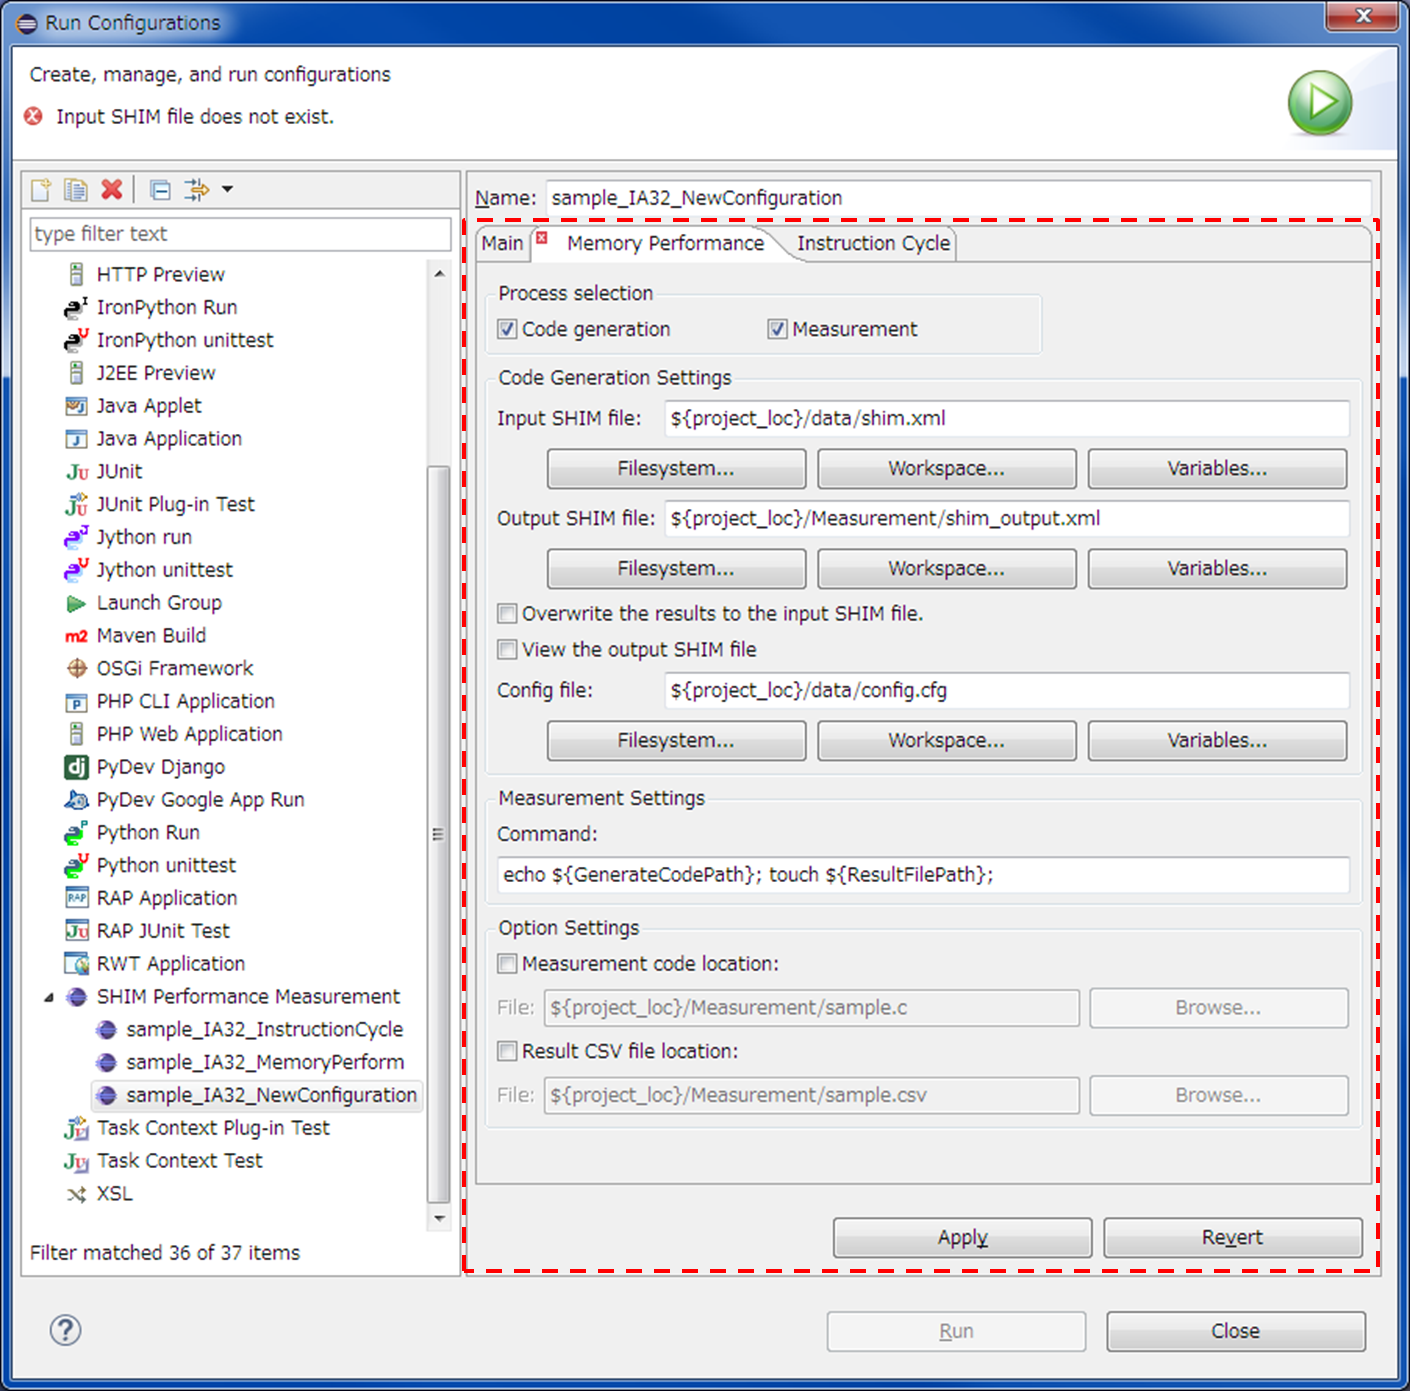 Run Configurations
Create, manage, and run configurations
Input SHIM file does not exist.
type filter text
HTTP Preview
IronPython Run
IronPython unittest
J2EE Preview
Java Applet
Java Application
JUnit
JUnit Plug-in Test
Jython run
Jython unittest
Launch Group
m2 Maven Build
OSGi Framework
PHP CLI Application
PHP Web Application
dj PyDev Django
PyDev Google App Run
Python Run
Python unittest
RAP RAP Application
RAP JUnit Test
RWT Application
SHIM Performance Measurement
sample_IA32_InstructionCycle
sample_IA32_MemoryPerform
sample_IA32_NewConfiguration
Task Context Plug-in Test
Task Context Test
XSL
Filter matched 36 of 37 items
Name: sample_IA32_NewConfiguration
Main Memory Performance Instruction Cycle
Process selection
Code generation Measurement
Code Generation Settings
Input SHIM file: ${project_loc}/data/shim.xml
Filesystem... Workspace... Variables...
Output SHIM file: ${project_loc}/Measurement/shim_output.xml
Filesystem... Workspace... Variables...
Overwrite the results to the input SHIM file.
View the output SHIM file
Config file: ${project_loc}/data/config.cfg
Filesystem... Workspace... Variables...
Measurement Settings
Command:
echo ${GenerateCodePath}; touch ${ResultFilePath};
Option Settings
Measurement code location:
File: ${project_loc}/Measurement/sample.c Browse...
Result CSV file location:
File: ${project_loc}/Measurement/sample.csv Browse...
Apply Revert
? Run Close